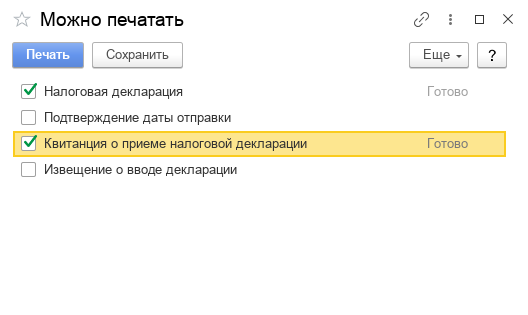 Можно печатать
Печать Сохранить Еще ?
Налоговая декларация Готово
Подтверждение даты отправки
Квитанция о приеме налоговой декларации Готово
Извещение о вводе декларации